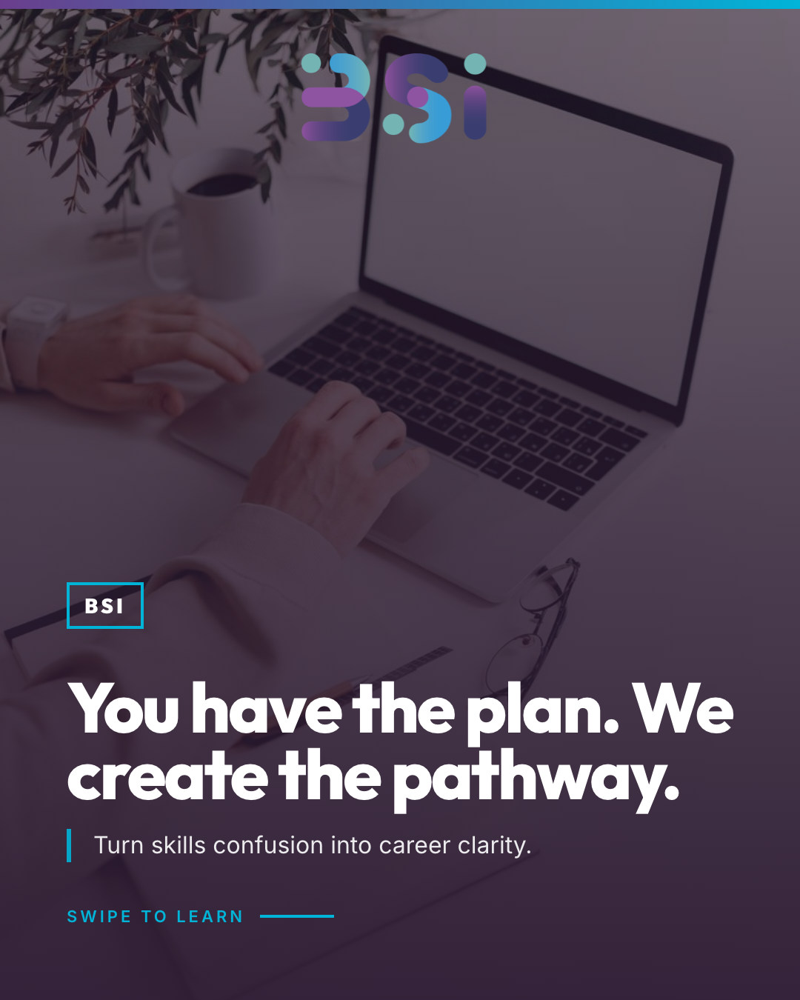 BSi
BSI
You have the plan. We
create the pathway.
Turn skills confusion into career clarity.
SWIPE TO LEARN